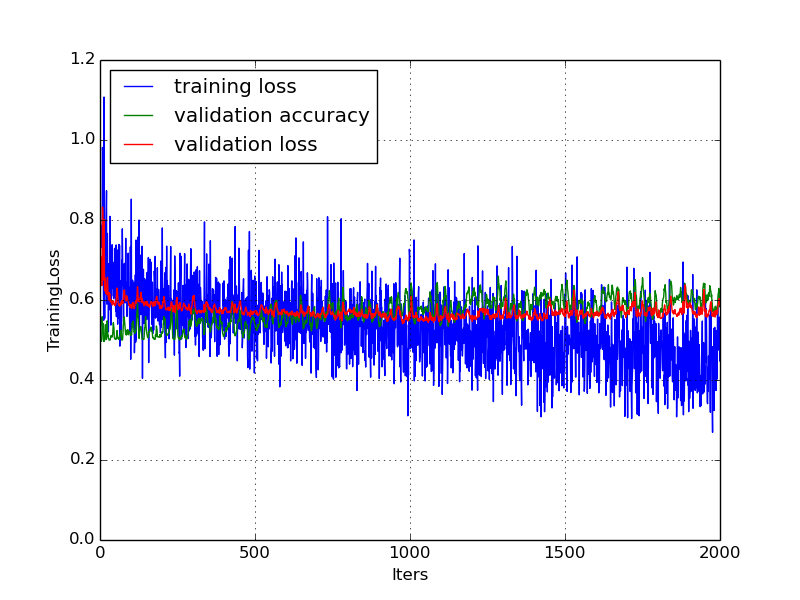 1.2
training loss
validation accuracy
validation loss
1.0
0.8
0.6
0.4
0.2
0.0
TrainingLoss
0 500 1000 1500 2000
Iters